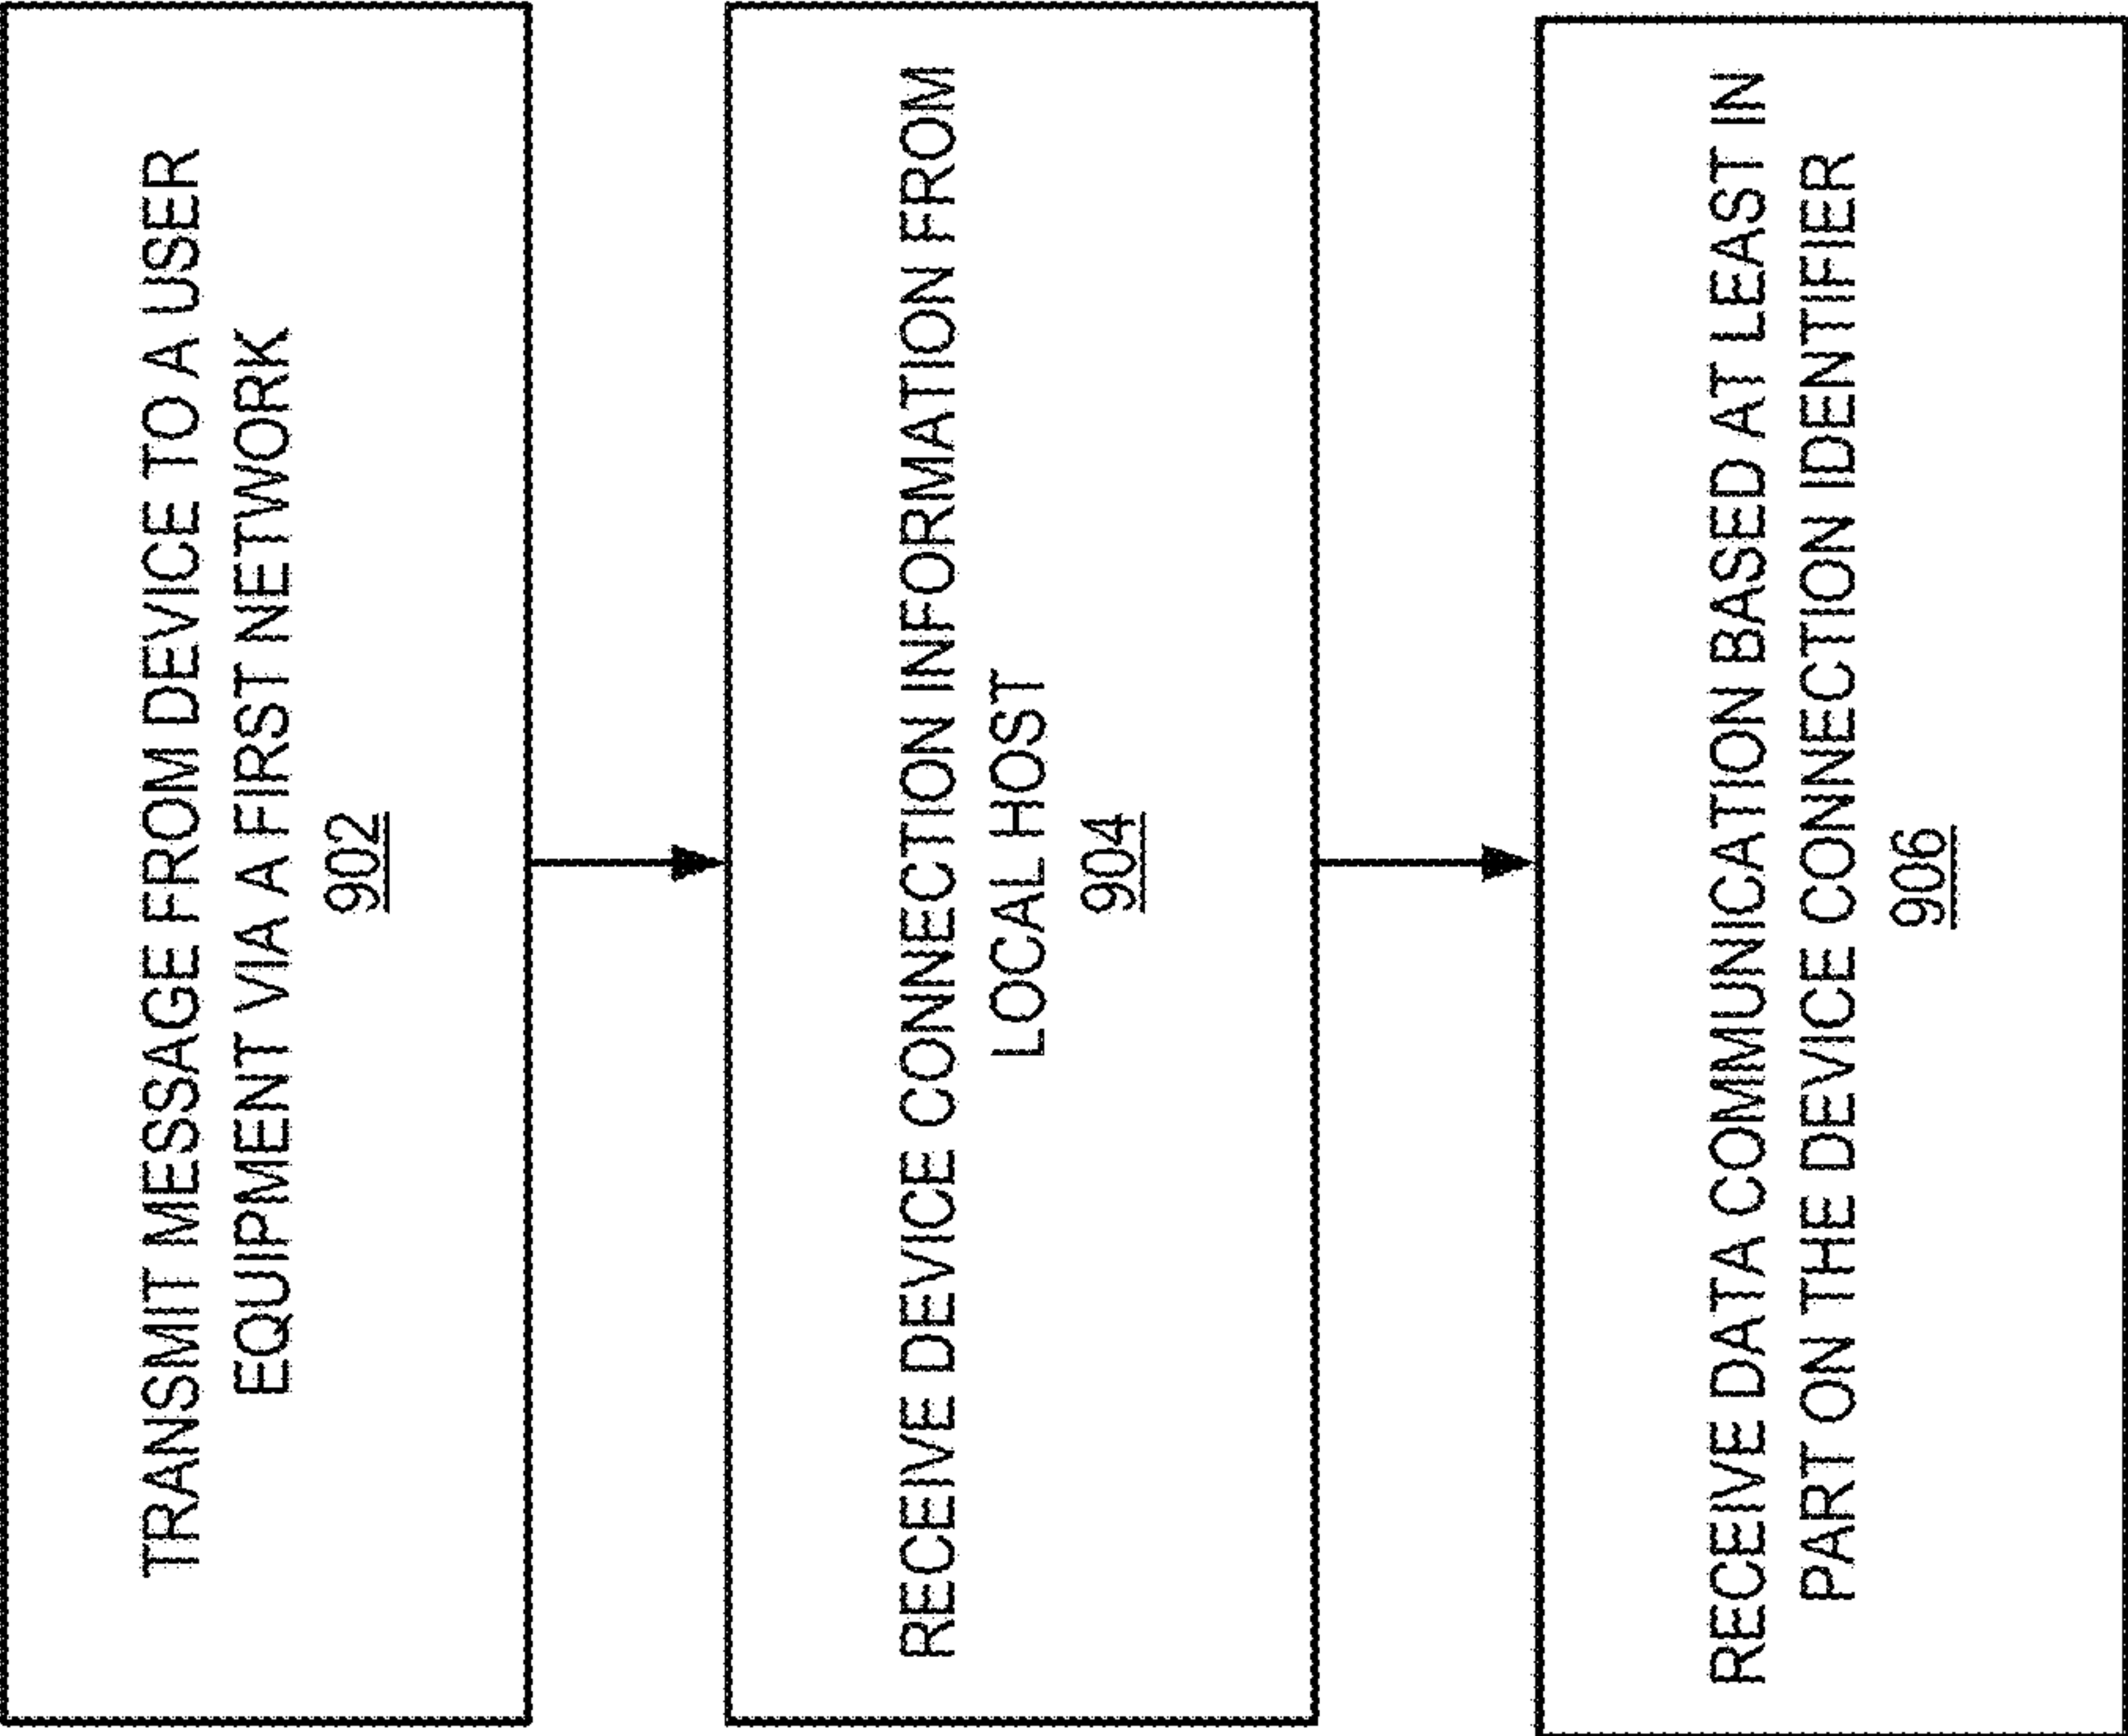 TRANSMIT MESSAGE FROM DEVICE TO A USER
EQUIPMENT VIA A FIRST NETWORK
902
RECEIVE DEVICE CONNECTION INFORMATION FROM
LOCAL HOST
904
RECEIVE DATA COMMUNICATION BASED AT LEAST IN
PART ON THE DEVICE CONNECTION IDENTIFIER
906